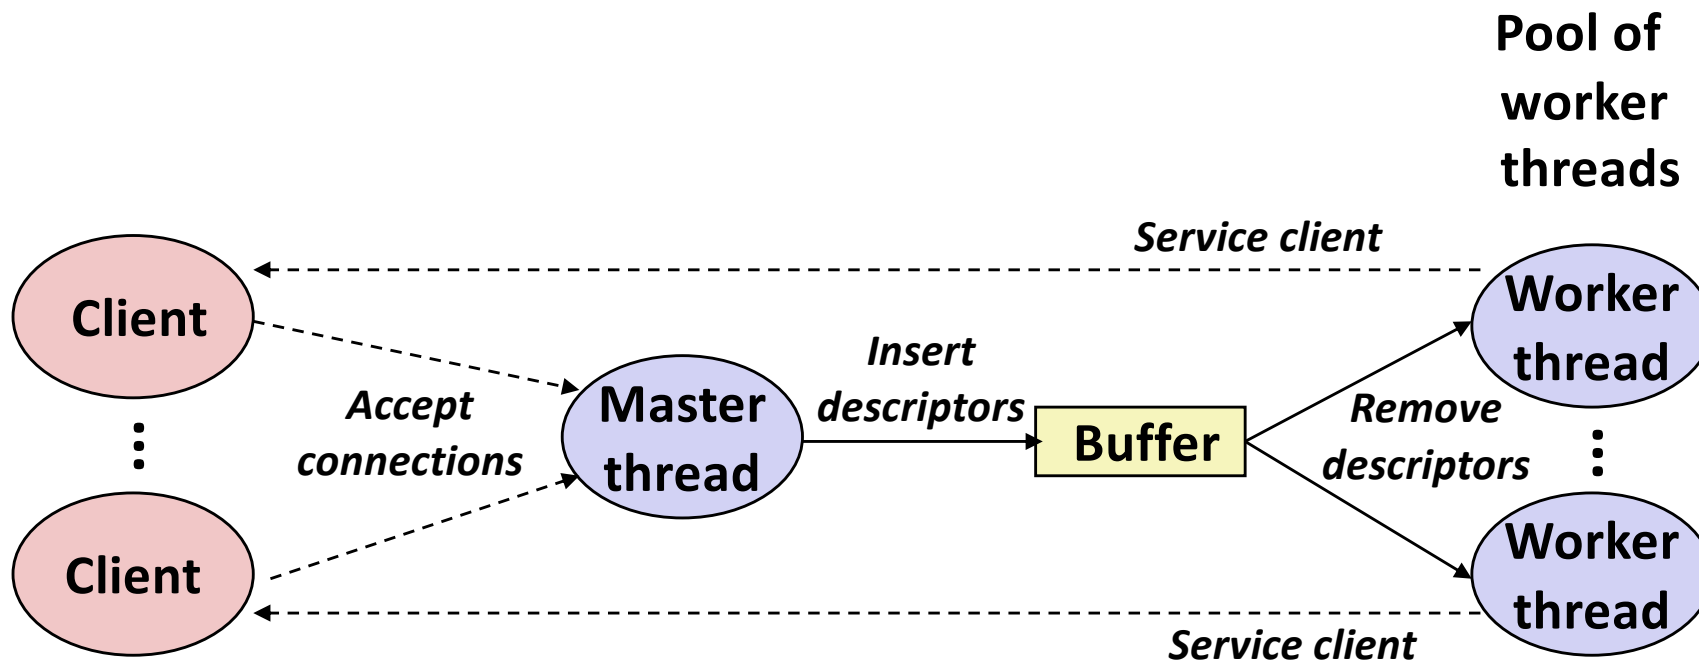 Pool of
worker
threads
Service client
Client
Worker
thread
Insert
descriptors
Accept
connections
Master
thread
Buffer
Remove
descriptors
Client
Worker
thread
Service client